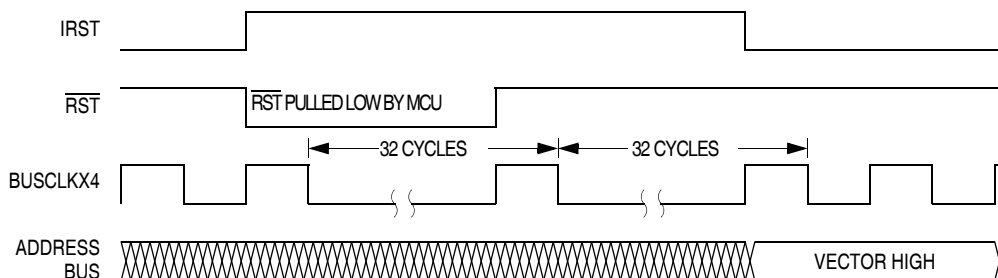 IRST
RST
RST PULLED LOW BY MCU
32 CYCLES
32 CYCLES
BUSCLKX4
ADDRESS
BUS
VECTOR HIGH